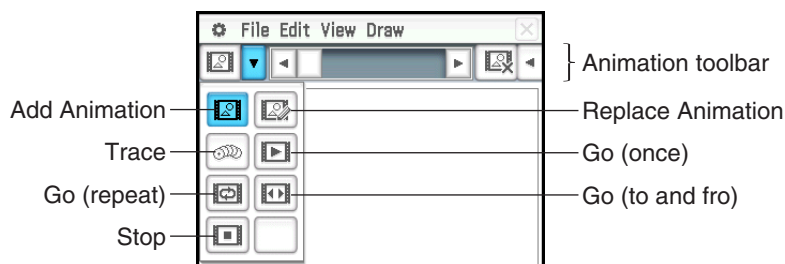 File Edit View Draw
Animation toolbar
Add Animation
Replace Animation
Trace
Go (once)
Go (repeat)
Go (to and fro)
Stop